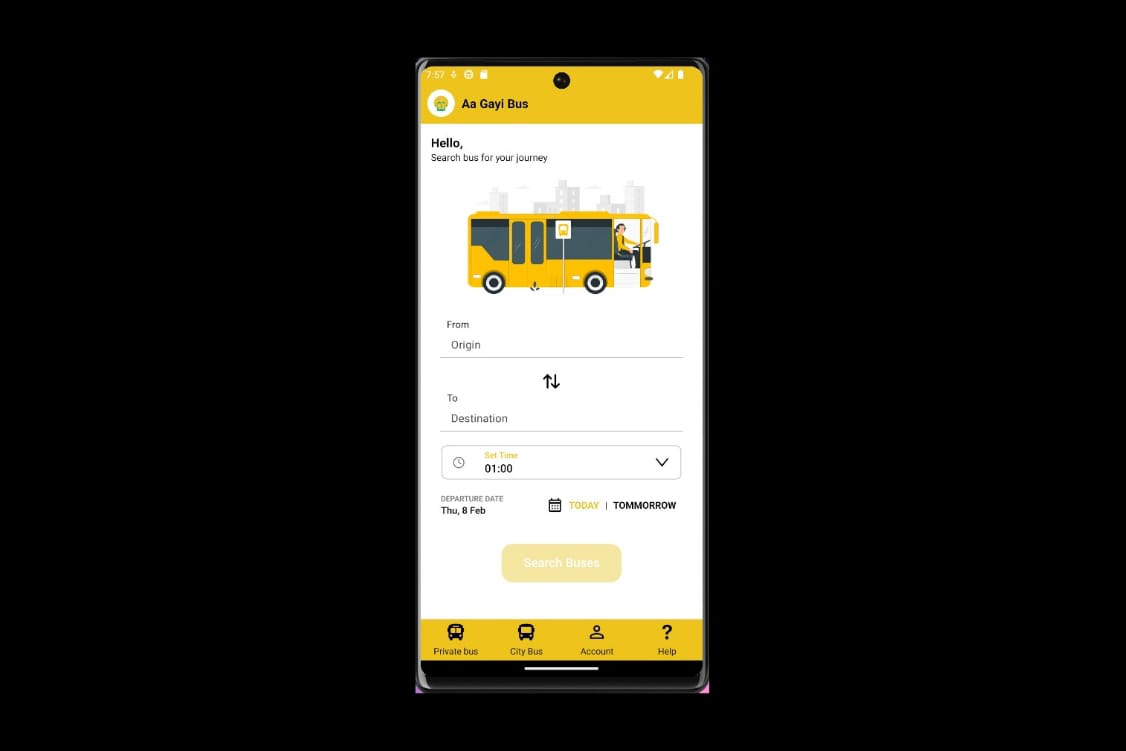 7:57
Aa Gayi Bus
Hello,
Search bus for your journey
From
Origin
To
Destination
Set Time
01:00
DEPARTURE DATE
Thu, 8 Feb
TODAY | TOMMORROW
Search Buses
Private bus City Bus Account Help